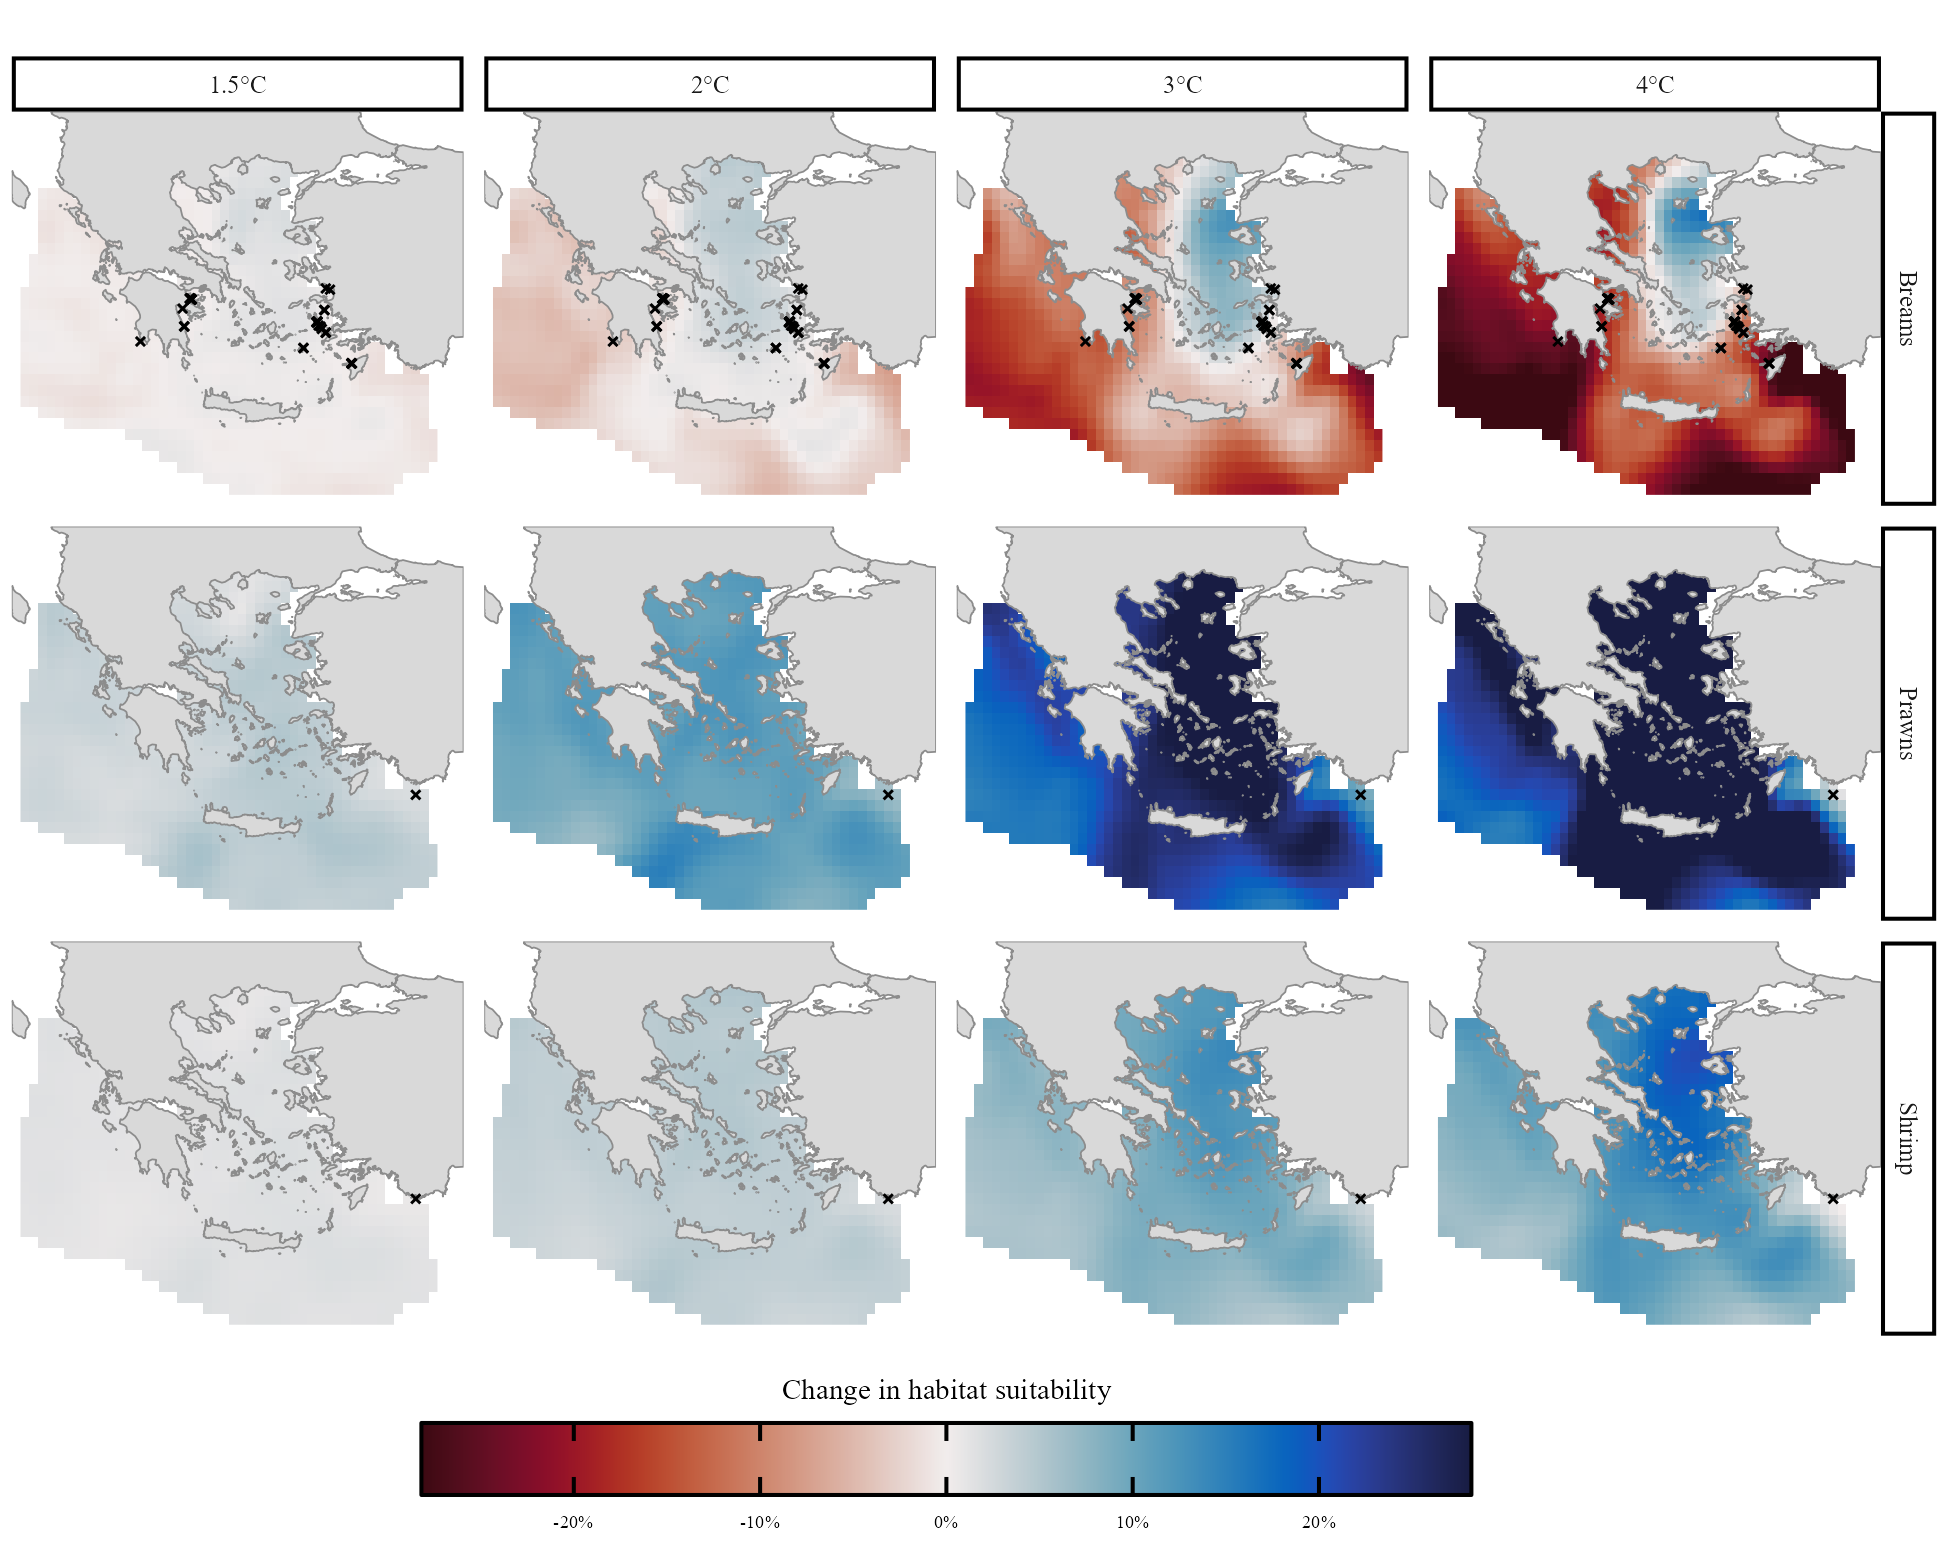 1.5°C
2°C
3°C
4°C
Breams
Prawns
Shrimp
Change in habitat suitability
-20%
-10%
0%
10%
20%